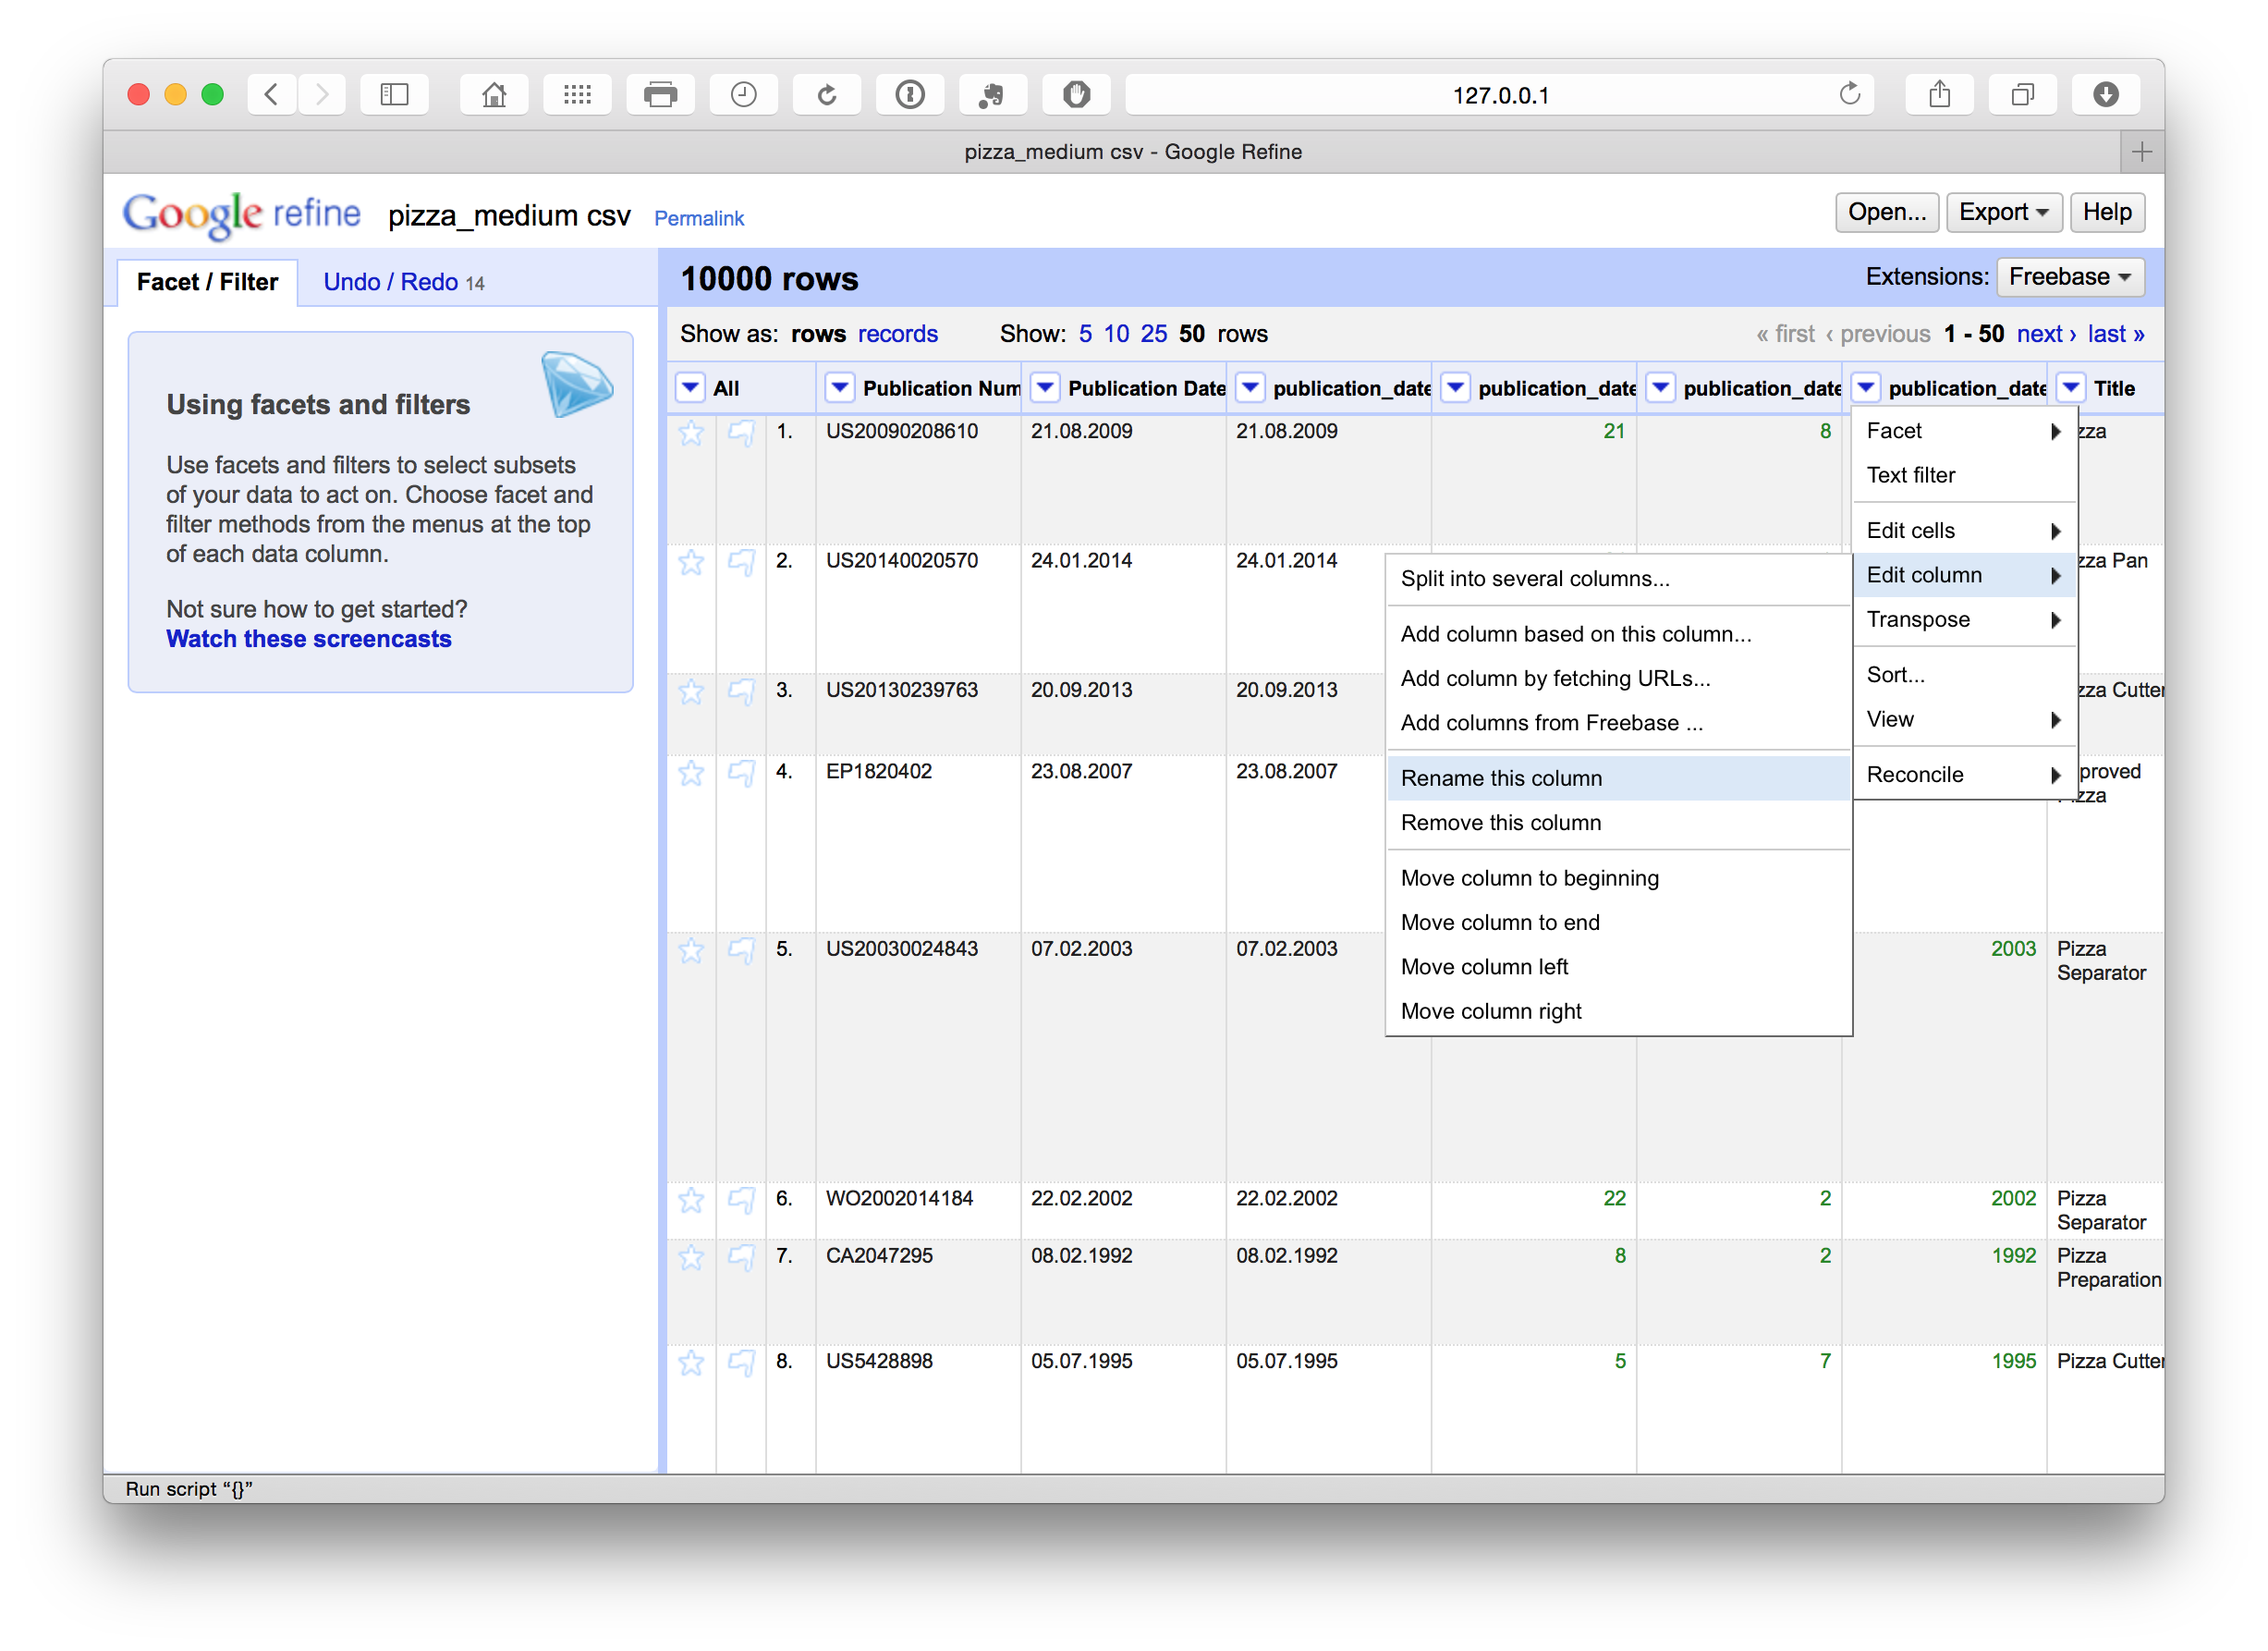 127.0.0.1
pizza_medium csv - Google Refine
Google refine pizza_medium csv Permalink
Open... Export Help
Facet / Filter Undo / Redo 14
10000 rows
Extensions: Freebase
Show as: rows records Show: 5 10 25 50 rows
« first ‹ previous 1 - 50 next › last »
Using facets and filters
Use facets and filters to select subsets
of your data to act on. Choose facet and
filter methods from the menus at the top
of each data column.
Not sure how to get started?
Watch these screencasts
All Publication Num Publication Date publication_date publication_date publication_date publication_date Title
1. US20090208610 21.08.2009 21.08.2009 21 8 zza
2. US20140020570 24.01.2014 24.01.2014 zza Pan
3. US20130239763 20.09.2013 20.09.2013 zza Cutter
4. EP1820402 23.08.2007 23.08.2007 proved
zza
5. US20030024843 07.02.2003 07.02.2003 2003 Pizza
Separator
6. WO2002014184 22.02.2002 22.02.2002 22 2 2002 Pizza
Separator
7. CA2047295 08.02.1992 08.02.1992 8 2 1992 Pizza
Preparation
8. US5428898 05.07.1995 05.07.1995 5 7 1995 Pizza Cutter
Facet
Text filter
Edit cells
Edit column
Transpose
Sort...
View
Reconcile
Split into several columns...
Add column based on this column...
Add column by fetching URLs...
Add columns from Freebase ...
Rename this column
Remove this column
Move column to beginning
Move column to end
Move column left
Move column right
Run script “{}”